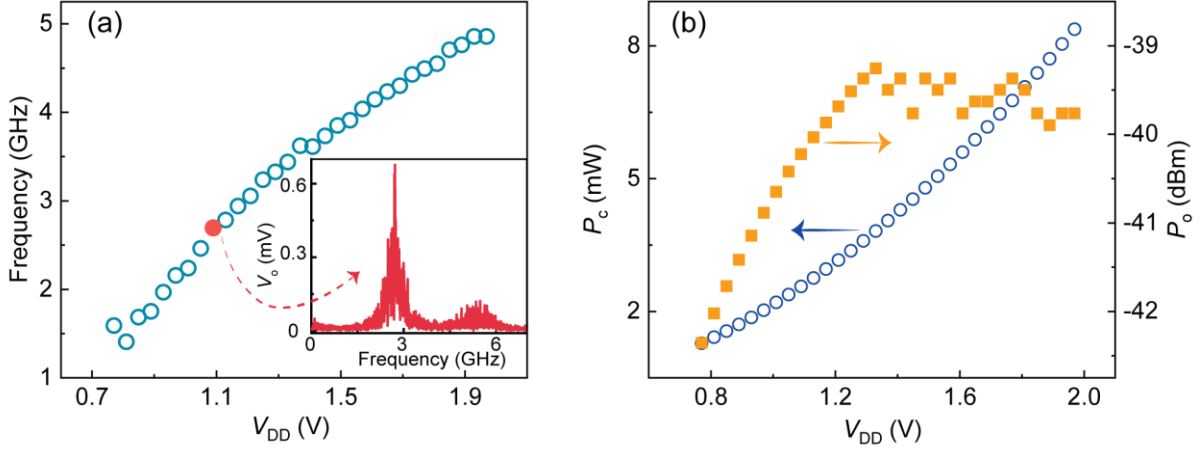 (a)
Frequency (GHz)
5
4
3
2
1
0.7 1.1 1.5 1.9
V_DD (V)
V_o (mV)
0.6
0.3
0
0 3 6
Frequency (GHz)
(b)
P_c (mW)
8
5
2
0.8 1.2 1.6 2.0
V_DD (V)
-39
-40
-41
-42
P_o (dBm)